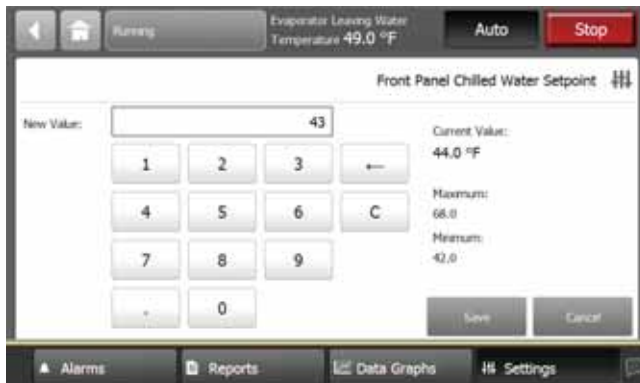 Running
Evaporator Leaving Water
Temperature 49.0 °F
Auto
Stop
Front Panel Chilled Water Setpoint
New Value:
43
Current Value:
44.0 °F
1 2 3 ←
Maximum:
68.0
4 5 6 C
Minimum:
42.0
7 8 9
. 0
Save
Cancel
Alarms
Reports
Data Graphs
Settings